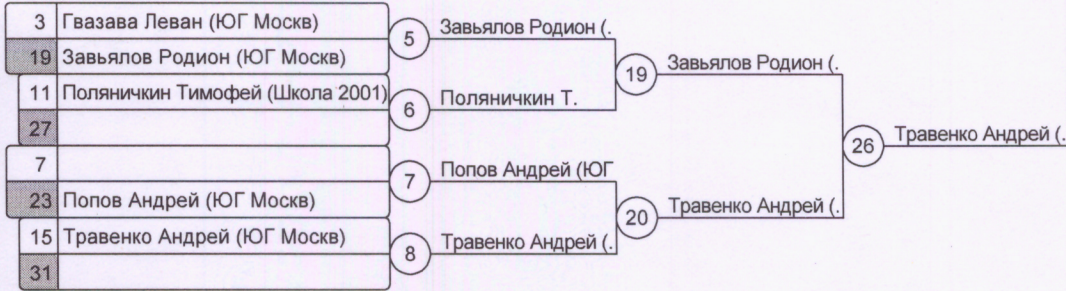 3 Гвазава Леван (ЮГ Москв)
19 Завьялов Родион (ЮГ Москв)
5 Завьялов Родион (.
11 Поляничкин Тимофей (Школа 2001)
27
6 Поляничкин Т.
19 Завьялов Родион (.
7
23 Попов Андрей (ЮГ Москв)
7 Попов Андрей (ЮГ
15 Травенко Андрей (ЮГ Москв)
31
8 Травенко Андрей (.
20 Травенко Андрей (.
26 Травенко Андрей (.